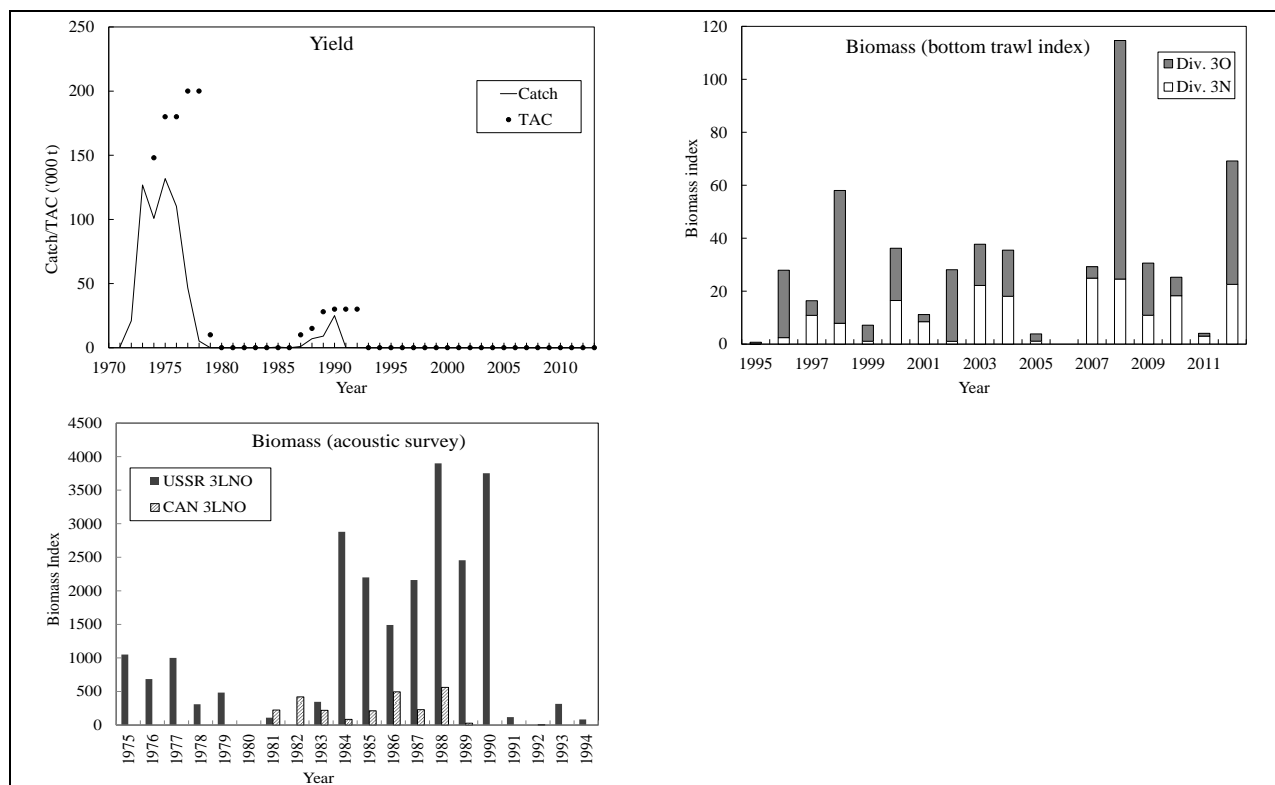 Yield
250
200
150
100
50
0
Catch/TAC ('000 t)
Catch
TAC
1970 1975 1980 1985 1990 1995 2000 2005 2010
Year
Biomass (bottom trawl index)
120
100
80
60
40
20
0
Biomass index
Div. 3O
Div. 3N
1995 1997 1999 2001 2003 2005 2007 2009 2011
Year
Biomass (acoustic survey)
4500
4000
3500
3000
2500
2000
1500
1000
500
0
Biomass Index
USSR 3LNO
CAN 3LNO
1975 1976 1977 1978 1979 1980 1981 1982 1983 1984 1985 1986 1987 1988 1989 1990 1991 1992 1993 1994
Year